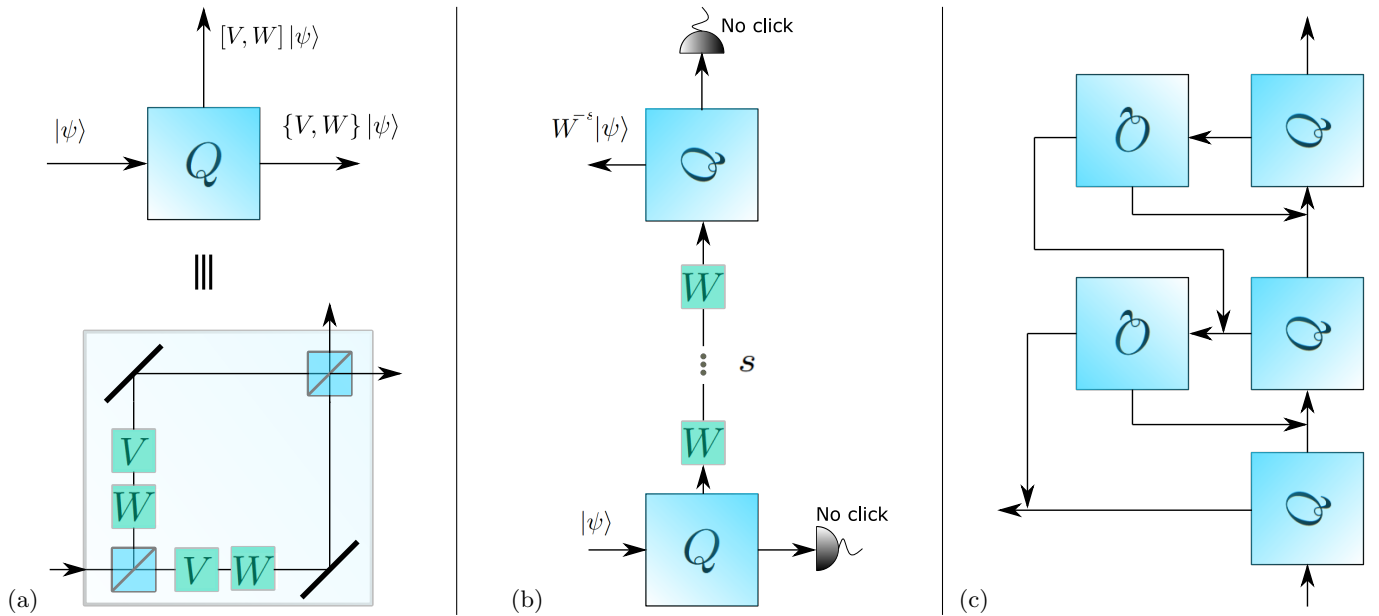 [V, W] |ψ⟩
|ψ⟩
{V, W} |ψ⟩
Q
V
W
V W
(a)
No click
W^{-s}|ψ⟩
Q
W
s
W
No click
|ψ⟩
Q
(b)
Q Q
Q Q
Q
(c)